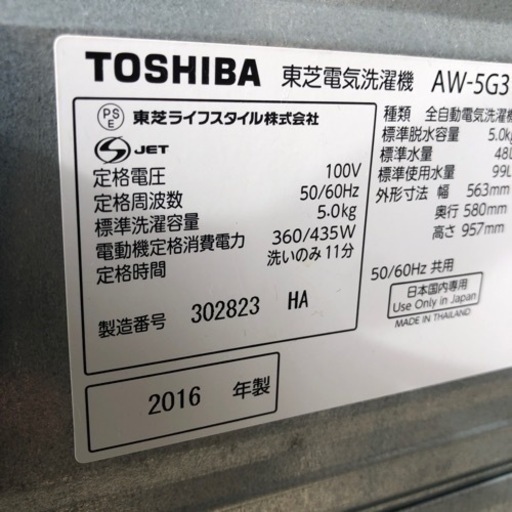 TOSHIBA 東芝電気洗濯機 AW-5G3
PSE 東芝ライフスタイル株式会社
S JET
定格電圧 100V
定格周波数 50/60Hz
標準洗濯容量 5.0kg
電動機定格消費電力 360/435W
定格時間 洗いのみ 11分
製造番号 302823 HA
2016 年製
種類 全自動電気洗濯機
標準脱水容量 5.0k
標準水量 48L
標準使用水量 99L
外形寸法 幅 563mm
奥行 580mm
高さ 957mm
50/60Hz 共用
日本国内専用
Use Only in Japan
MADE IN THAILAND